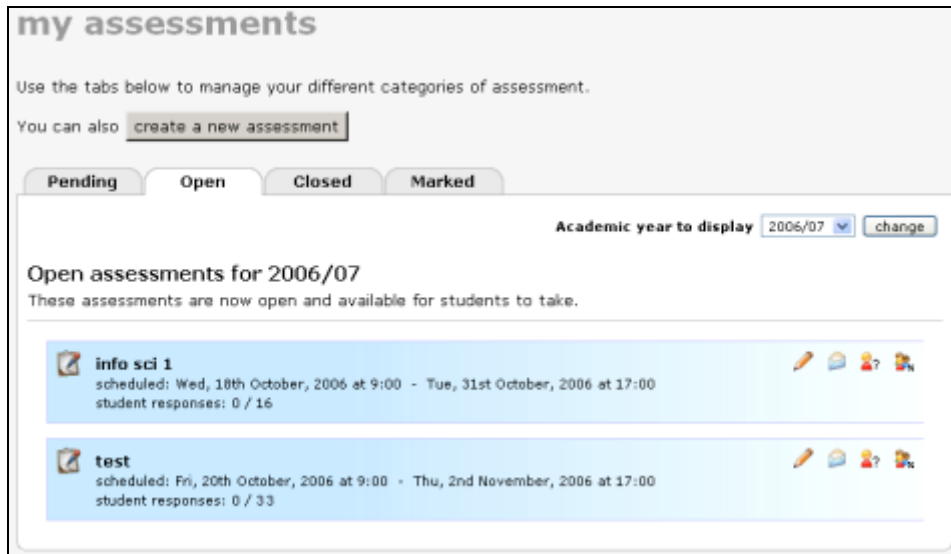 my assessments
Use the tabs below to manage your different categories of assessment.
You can also create a new assessment
Pending Open Closed Marked
Academic year to display 2006/07 change
Open assessments for 2006/07
These assessments are now open and available for students to take.
info sci 1
scheduled: Wed, 18th October, 2006 at 9:00 - Tue, 31st October, 2006 at 17:00
student responses: 0 / 16
test
scheduled: Fri, 20th October, 2006 at 9:00 - Thu, 2nd November, 2006 at 17:00
student responses: 0 / 33